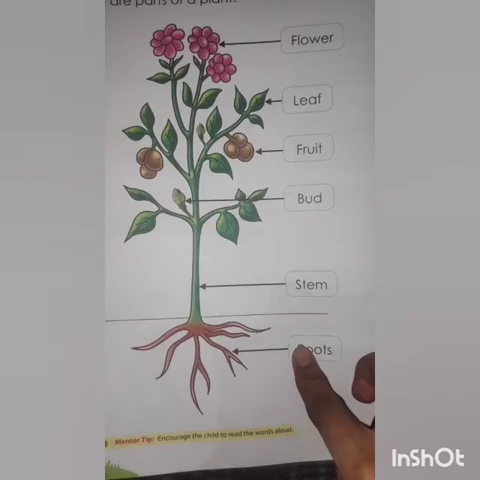 are parts of a plant.
Flower
Leaf
Fruit
Bud
Stem
Roots
Mentor Tip: Encourage the child to read the words aloud.
InShOt